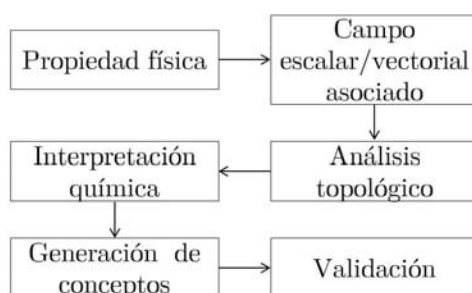 Propiedad física
Campo
escalar/vectorial
asociado
Interpretación
química
Análisis
topológico
Generación de
conceptos
Validación